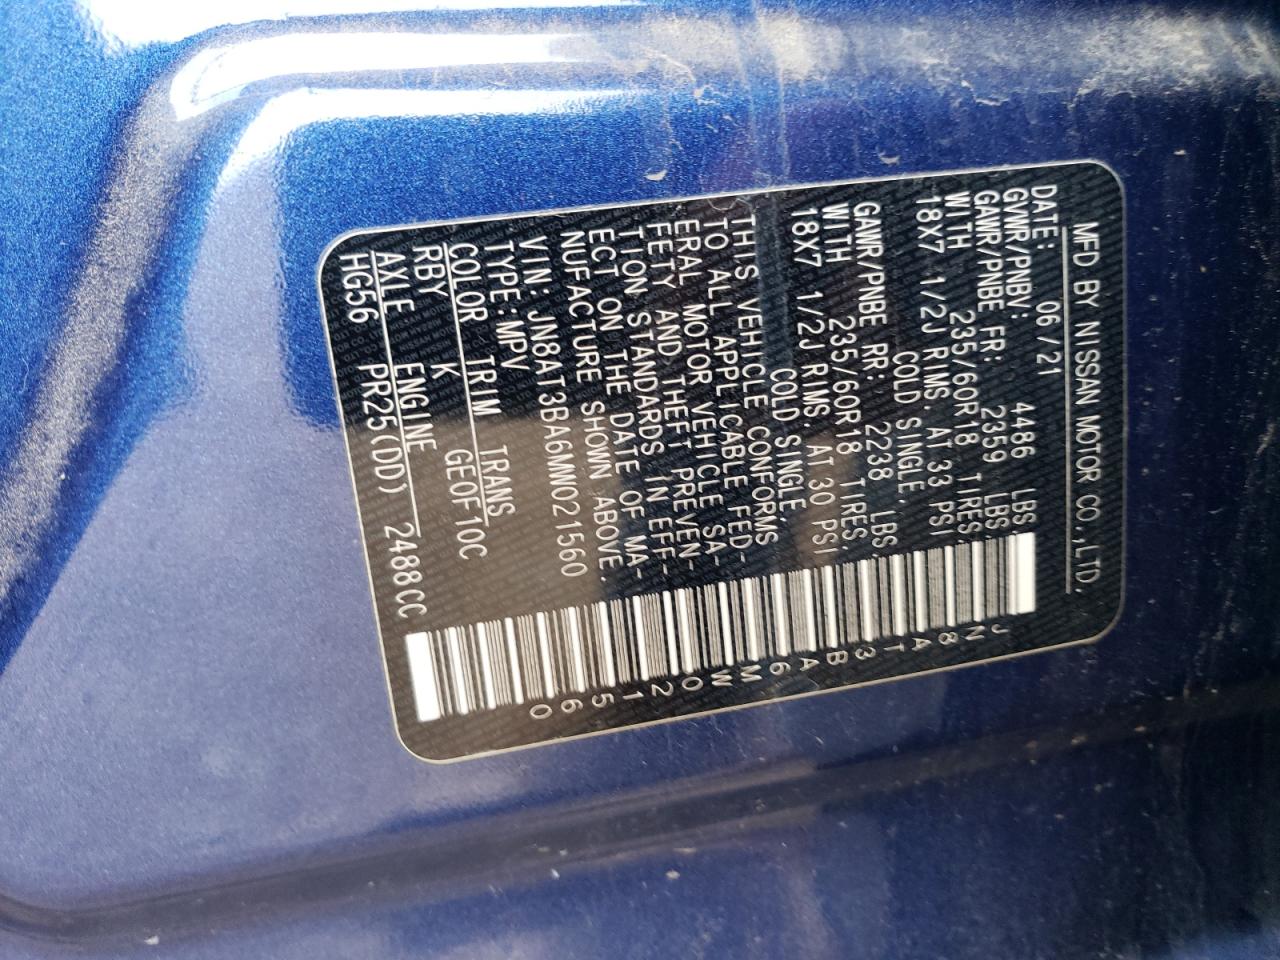 MFD BY NISSAN MOTOR CO.,LTD.
DATE: 06/21
GVWR/PNBV: 4486 LBS
GAWR/PNBE FR: 2359 LBS
WITH 235/60R18 TIRES,
18X7 1/2J RIMS. AT 33 PSI
COLD SINGLE,
GAWR/PNBE RR: 2238 LBS
WITH 235/60R18 TIRES,
18X7 1/2J RIMS. AT 30 PSI
COLD SINGLE
THIS VEHICLE CONFORMS
TO ALL APPLICABLE FED-
ERAL MOTOR VEHICLE SA-
FETY AND THEFT PREVEN-
TION STANDARDS IN EFF-
ECT ON THE DATE OF MA-
NUFACTURE SHOWN ABOVE.
VIN: JN8AT3BA6MW021560
TYPE:MPV
COLOR TRIM TRANS
RBY K GEOF10C
AXLE ENGINE
HG56 PR25(DD) 2488CC
JN8AT3BA6MW021560